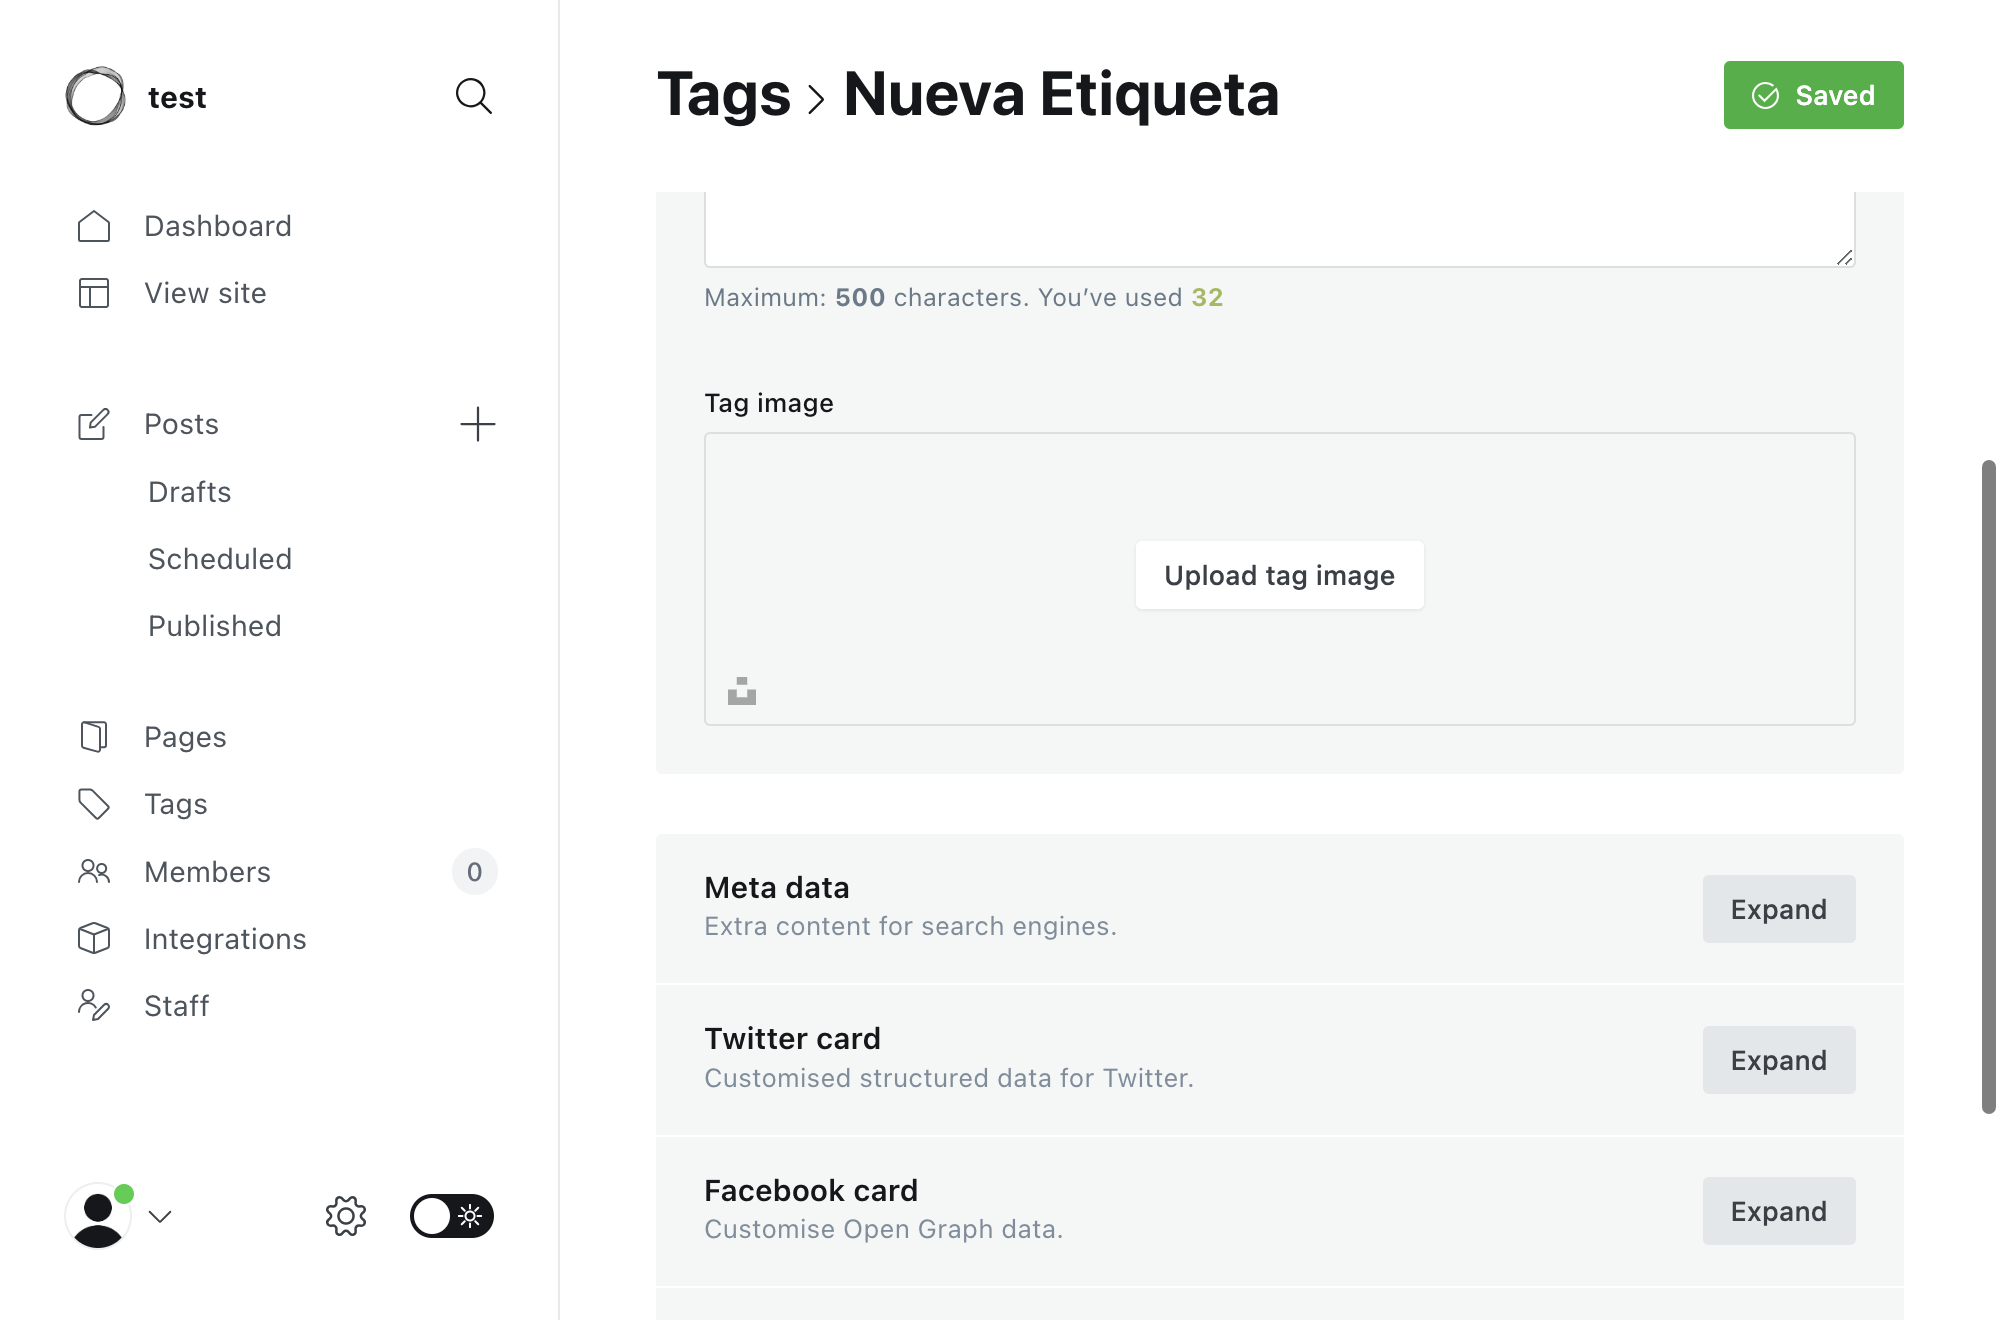 test
Dashboard
View site
Posts
Drafts
Scheduled
Published
Pages
Tags
Members 0
Integrations
Staff
Tags > Nueva Etiqueta
Saved
Maximum: 500 characters. You’ve used 32
Tag image
Upload tag image
Meta data
Extra content for search engines.
Expand
Twitter card
Customised structured data for Twitter.
Expand
Facebook card
Customise Open Graph data.
Expand